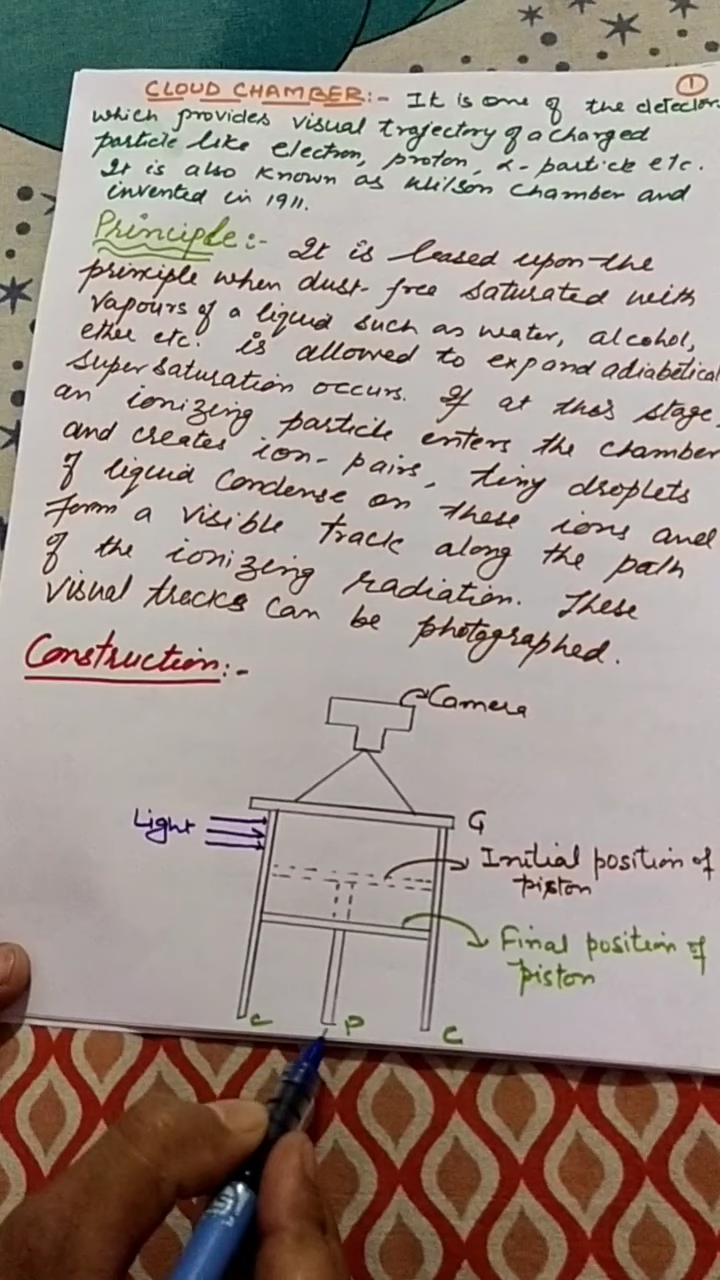 1
CLOUD CHAMBER:- It is one of the detector
which provides visual trajectory of a charged
particle like electron, proton, α-particle etc.
It is also known as Wilson Chamber and
invented in 1911.
Principle:- It is based upon the
principle when dust-free saturated with
vapours of a liquid such as water, alcohol,
ether etc. is allowed to expand adiabatical
supersaturation occurs. If at this stage,
an ionizing particle enters the chamber
and creates ion-pairs, tiny droplets
of liquid condense on these ions and
form a visible track along the path
of the ionizing radiation. These
visual tracks can be photographed.
Construction:-
Camera
G
Light
Initial position of
piston
Final position of
piston
C P C